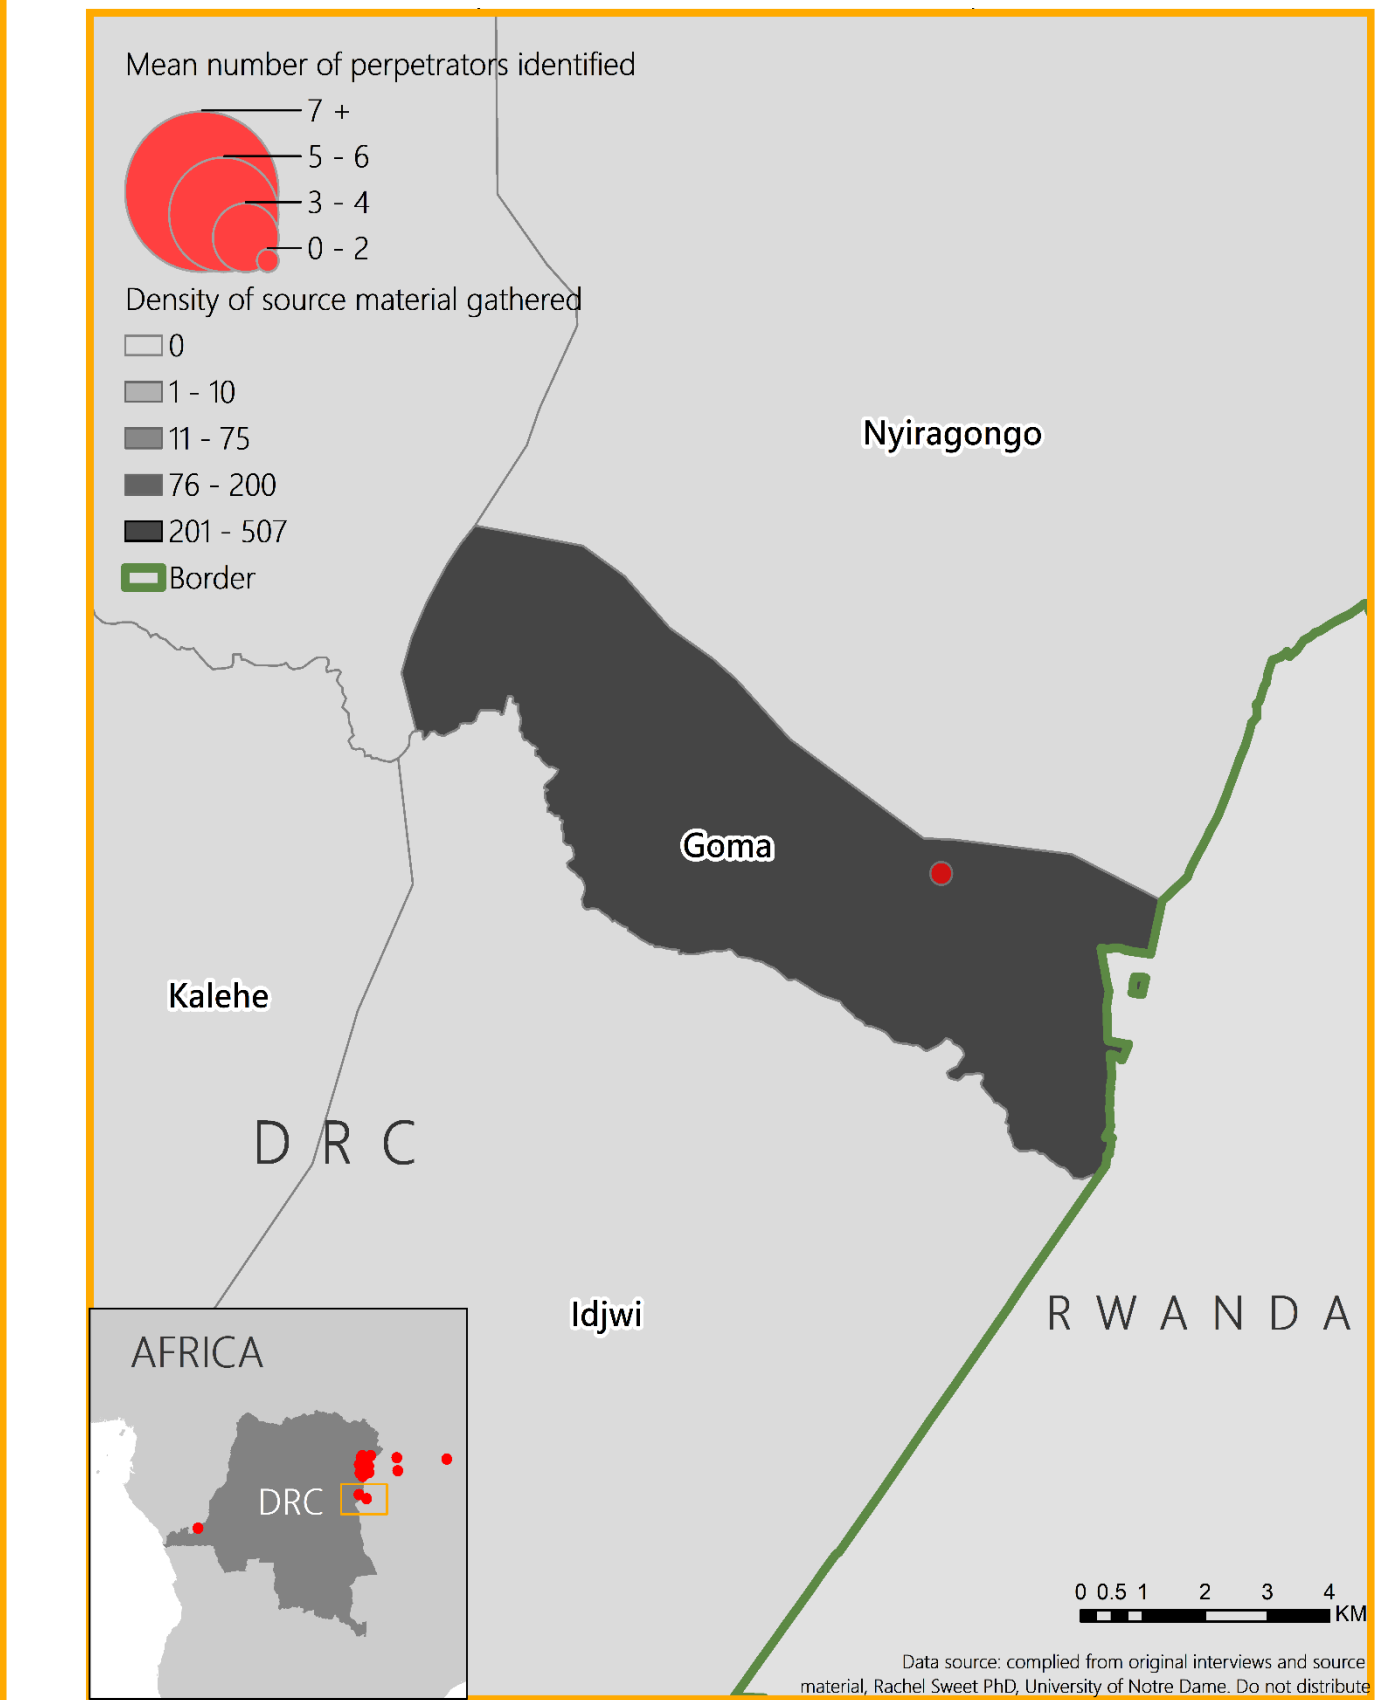 Mean number of perpetrators identified
7 +
5 - 6
3 - 4
0 - 2
Density of source material gathered
0
1 - 10
11 - 75
76 - 200
201 - 507
Border
Nyiragongo
Goma
Kalehe
D R C
Idjwi
R W A N D A
AFRICA
DRC
0 0.5 1 2 3 4
KM
Data source: complied from original interviews and source
material, Rachel Sweet PhD, University of Notre Dame. Do not distribute